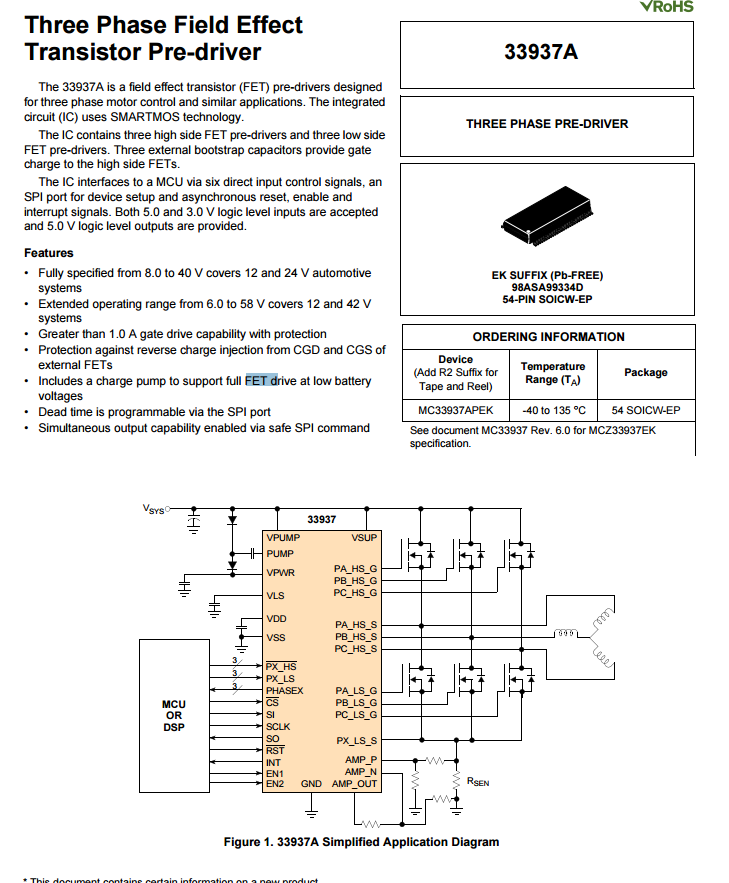 VRoHS
Three Phase Field Effect
Transistor Pre-driver
The 33937A is a field effect transistor (FET) pre-drivers designed
for three phase motor control and similar applications. The integrated
circuit (IC) uses SMARTMOS technology.
The IC contains three high side FET pre-drivers and three low side
FET pre-drivers. Three external bootstrap capacitors provide gate
charge to the high side FETs.
The IC interfaces to a MCU via six direct input control signals, an
SPI port for device setup and asynchronous reset, enable and
interrupt signals. Both 5.0 and 3.0 V logic level inputs are accepted
and 5.0 V logic level outputs are provided.
Features
• Fully specified from 8.0 to 40 V covers 12 and 24 V automotive
systems
• Extended operating range from 6.0 to 58 V covers 12 and 42 V
systems
• Greater than 1.0 A gate drive capability with protection
• Protection against reverse charge injection from CGD and CGS of
external FETs
• Includes a charge pump to support full FET drive at low battery
voltages
• Dead time is programmable via the SPI port
• Simultaneous output capability enabled via safe SPI command
33937A
THREE PHASE PRE-DRIVER
EK SUFFIX (Pb-FREE)
98ASA99334D
54-PIN SOICW-EP
ORDERING INFORMATION
Device
(Add R2 Suffix for
Tape and Reel)
Temperature
Range (TA)
Package
MC33937APEK
-40 to 135 °C
54 SOICW-EP
See document MC33937 Rev. 6.0 for MCZ33937EK
specification.
VSYS
33937
VPUMP
VSUP
PUMP
VPWR
PA_HS_G
PB_HS_G
PC_HS_G
VLS
VDD
PA_HS_S
VSS
PB_HS_S
PC_HS_S
MCU
OR
DSP
3
PX_HS
3
PX_LS
3
PHASEX
PA_LS_G
CS
PB_LS_G
SI
PC_LS_G
SCLK
SO
PX_LS_S
RST
INT
AMP_P
EN1
AMP_N
EN2
GND
AMP_OUT
RSEN
Figure 1. 33937A Simplified Application Diagram
* This document contains certain information on a new product